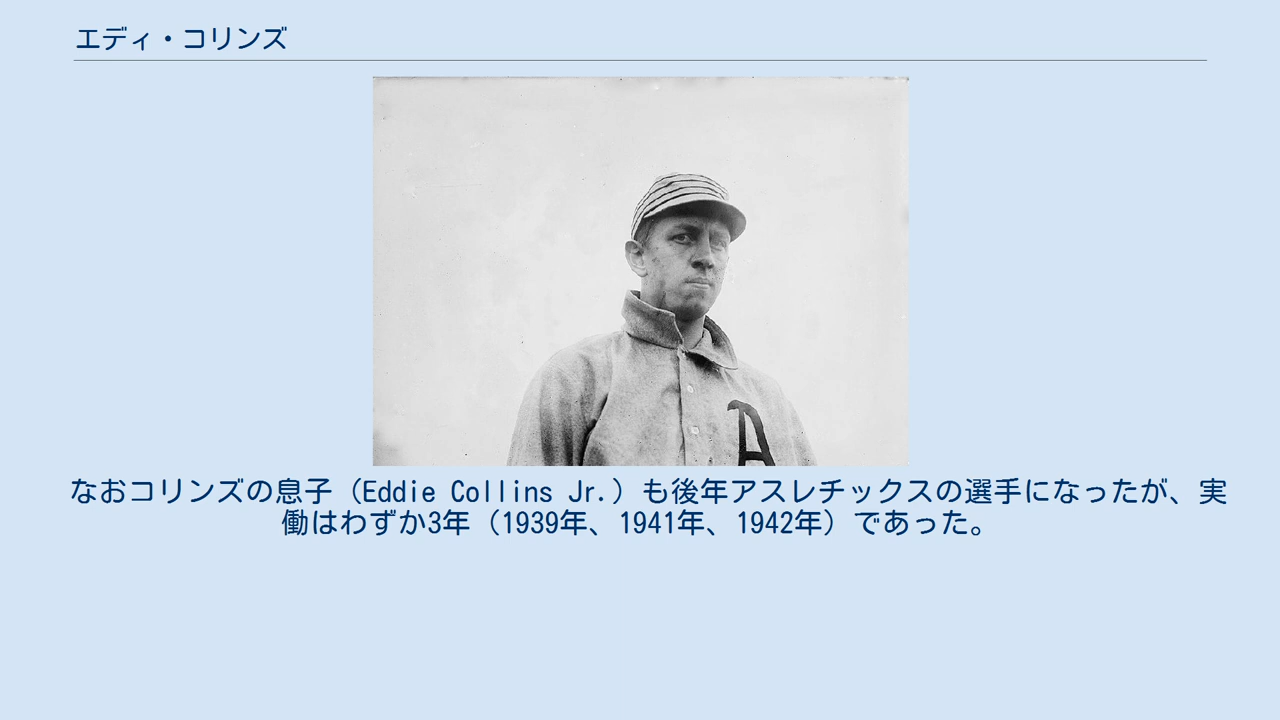 エディ・コリンズ
A
なおコリンズの息子（Eddie Collins Jr.）も後年アスレチックスの選手になったが、実
働はわずか3年（1939年、1941年、1942年）であった。